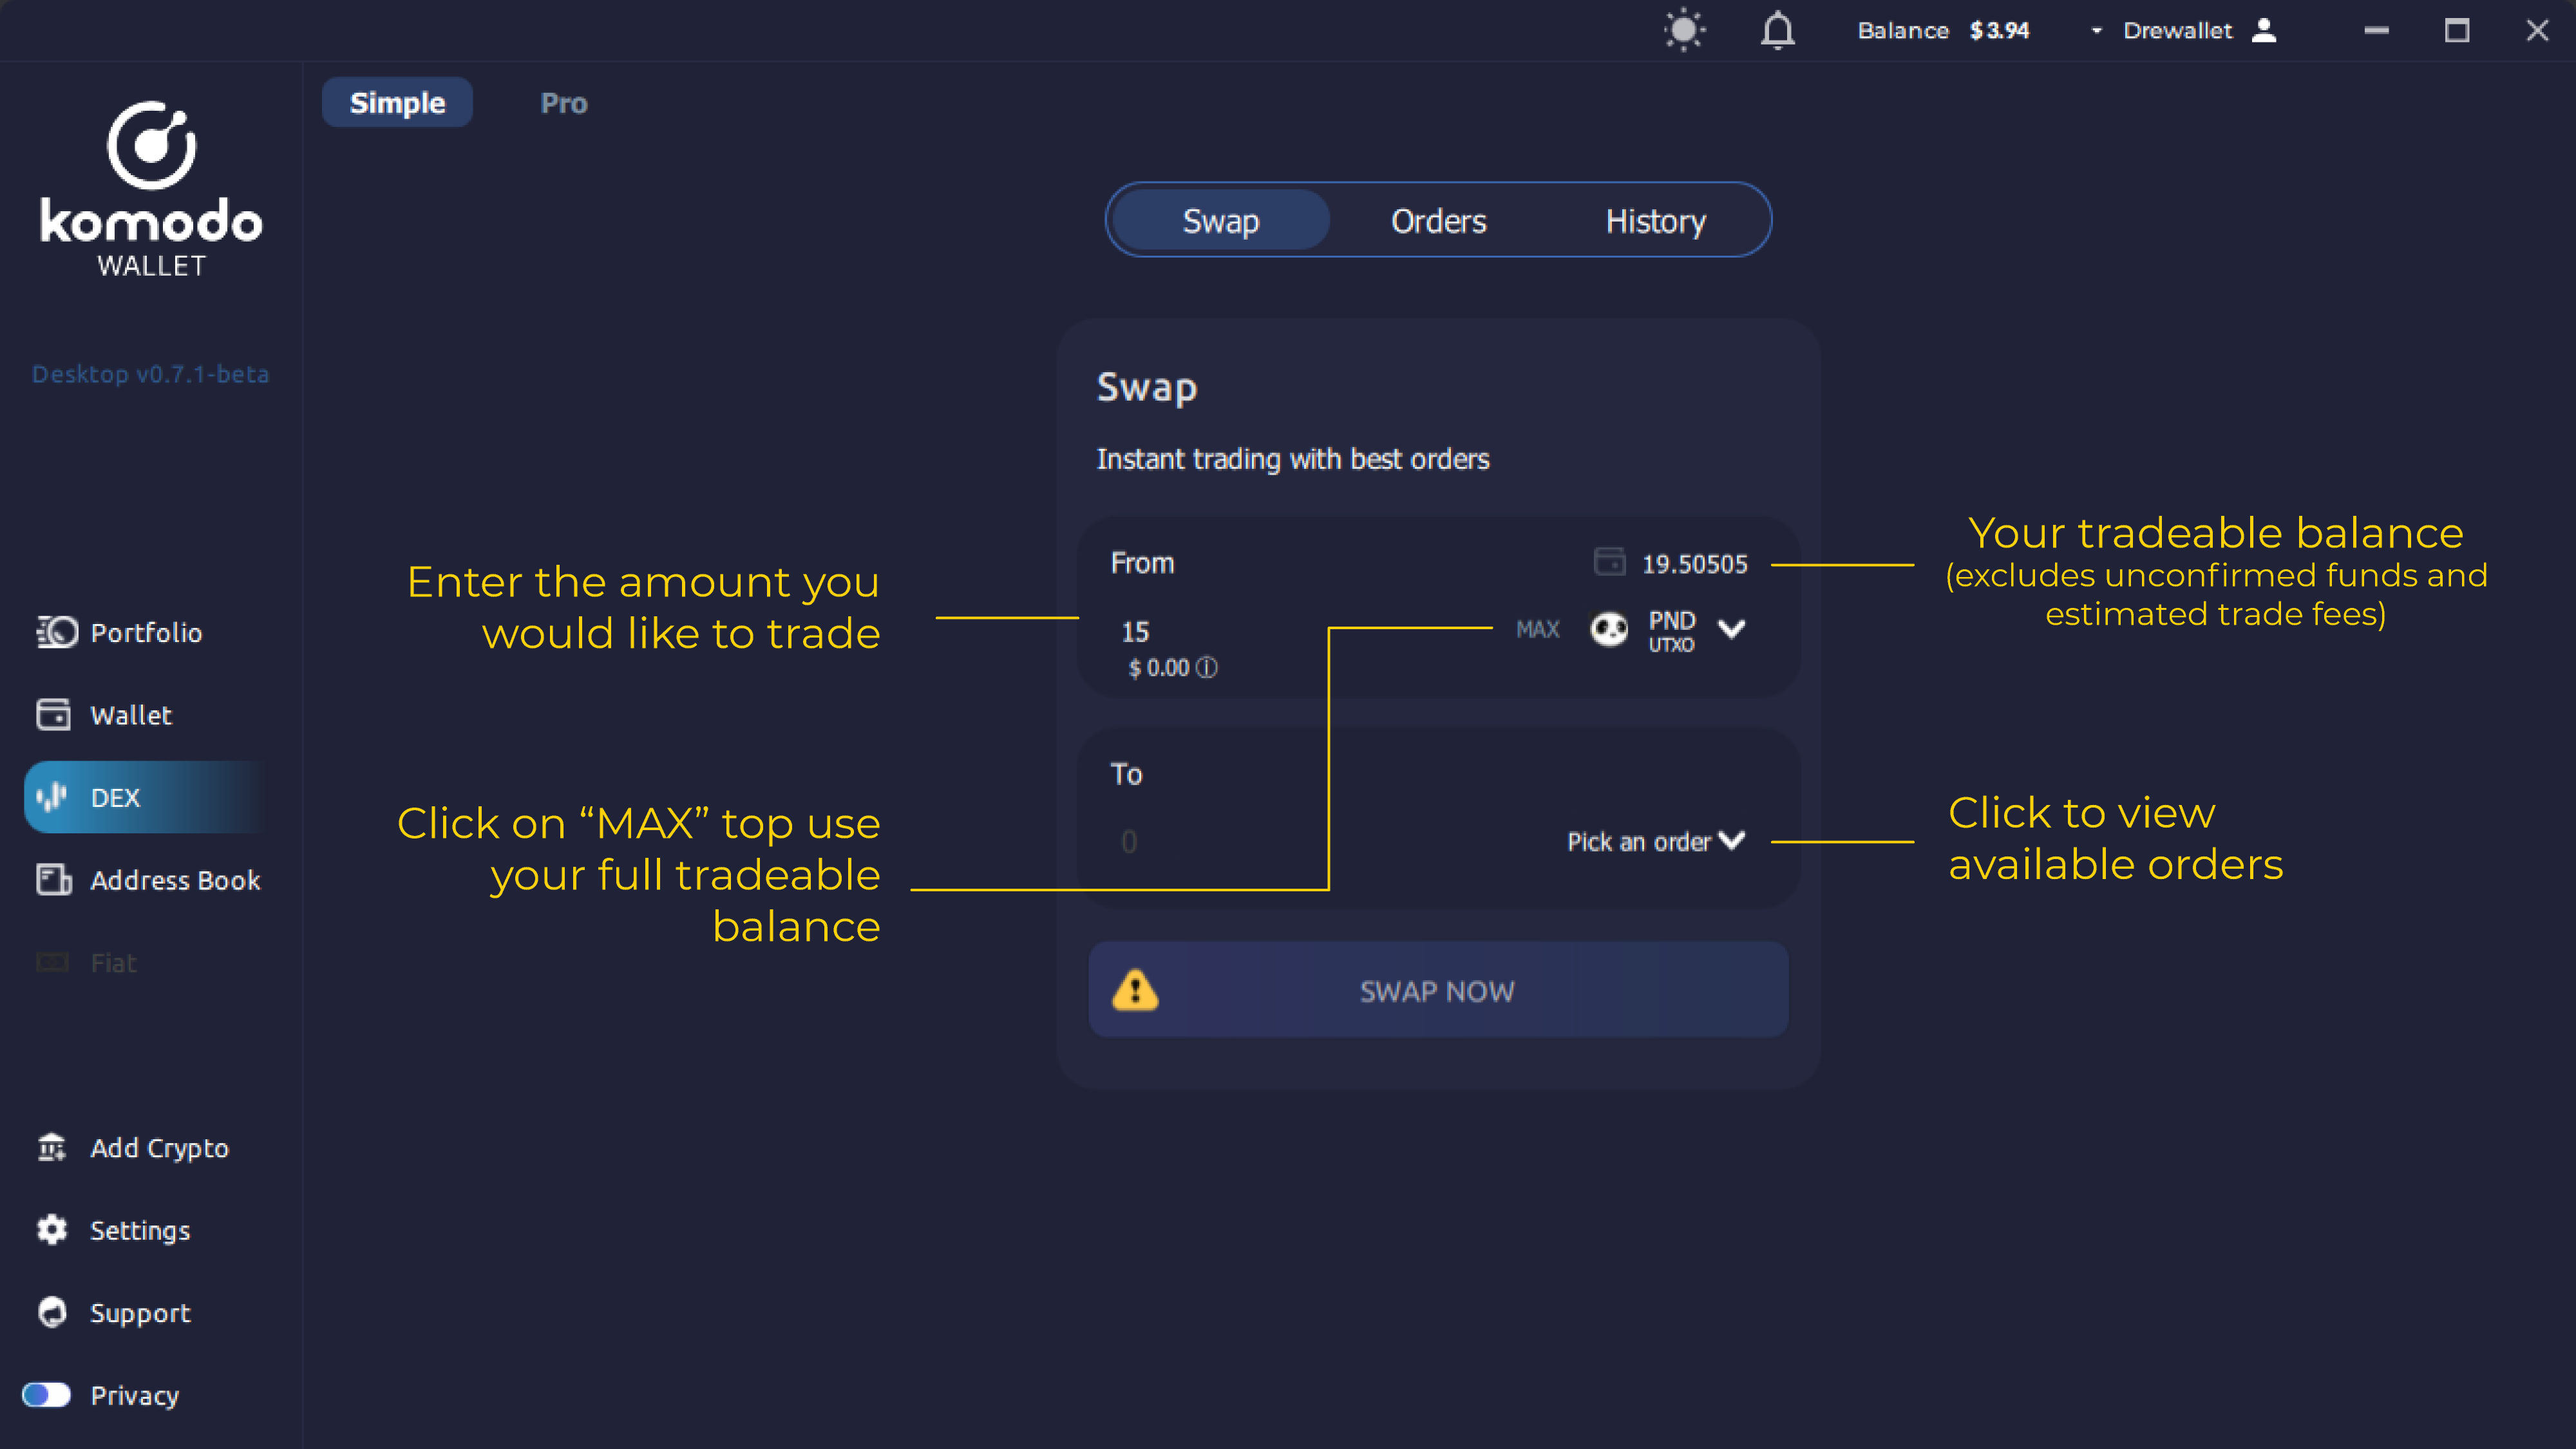 Balance $ 3.94 Drewallet
Simple Pro
komodo
WALLET
Desktop v0.7.1-beta
Portfolio
Wallet
DEX
Address Book
Fiat
Add Crypto
Settings
Support
Privacy
Swap Orders History
Swap
Instant trading with best orders
From 19.50505
15 MAX PND
UTXO
$ 0.00
To
0 Pick an order
SWAP NOW
Enter the amount you
would like to trade
Click on “MAX” top use
your full tradeable
balance
Your tradeable balance
(excludes unconfirmed funds and
estimated trade fees)
Click to view
available orders